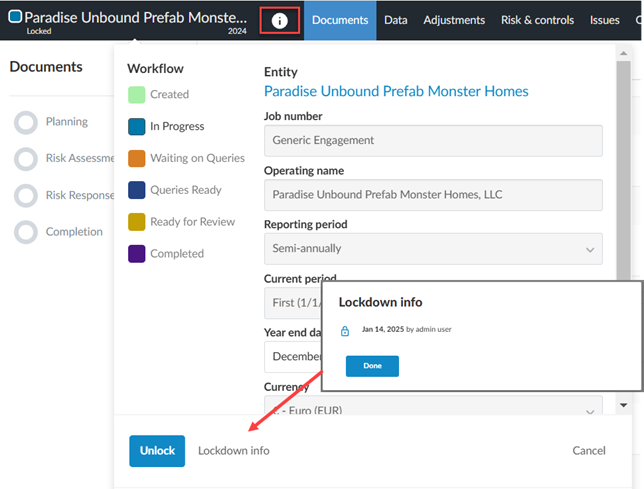 Paradise Unbound Prefab Monste...
Locked 2024
Documents Data Adjustments Risk & controls Issues
Documents
Planning
Risk Assessme
Risk Response
Completion
Workflow
Created
In Progress
Waiting on Queries
Queries Ready
Ready for Review
Completed
Entity
Paradise Unbound Prefab Monster Homes
Job number
Generic Engagement
Operating name
Paradise Unbound Prefab Monster Homes, LLC
Reporting period
Semi-annually
Current period
First (1/1/
Year end da
December
Currency
€ - Euro (EUR)
Lockdown info
Jan 14, 2025 by admin user
Done
Unlock Lockdown info Cancel